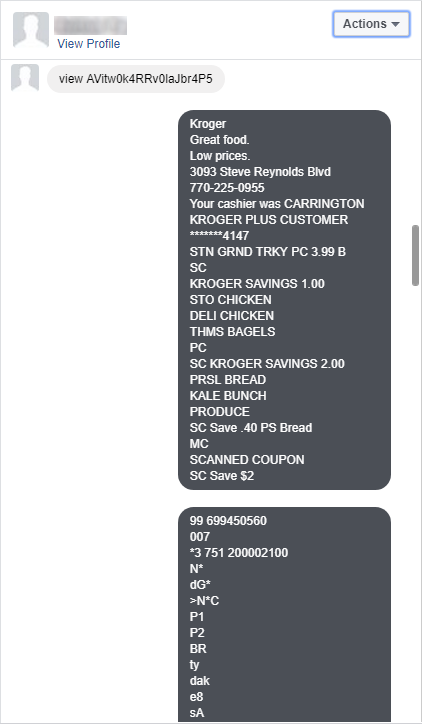 Actions
View Profile
view AVitw0k4RRv0IaJbr4P5
Kroger
Great food.
Low prices.
3093 Steve Reynolds Blvd
770-225-0955
Your cashier was CARRINGTON
KROGER PLUS CUSTOMER
*******4147
STN GRND TRKY PC 3.99 B
SC
KROGER SAVINGS 1.00
STO CHICKEN
DELI CHICKEN
THMS BAGELS
PC
SC KROGER SAVINGS 2.00
PRSL BREAD
KALE BUNCH
PRODUCE
SC Save .40 PS Bread
MC
SCANNED COUPON
SC Save $2
99 699450560
007
*3 751 200002100
N*
dG*
>N*C
P1
P2
BR
ty
dak
e8
sA